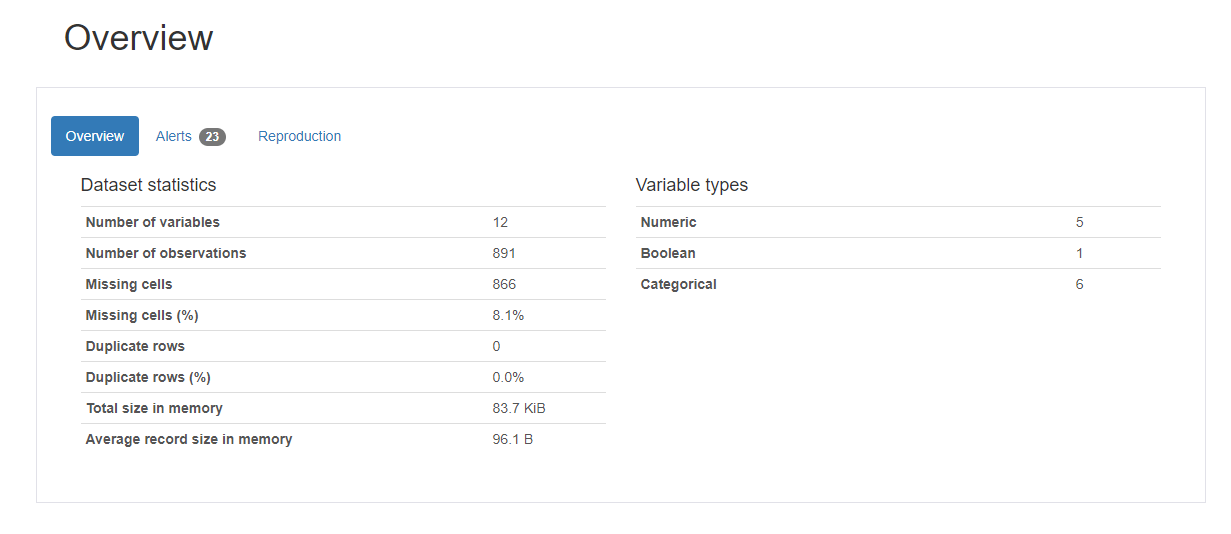 Overview
Overview Alerts 23 Reproduction
Dataset statistics
Number of variables 12
Number of observations 891
Missing cells 866
Missing cells (%) 8.1%
Duplicate rows 0
Duplicate rows (%) 0.0%
Total size in memory 83.7 KiB
Average record size in memory 96.1 B
Variable types
Numeric 5
Boolean 1
Categorical 6